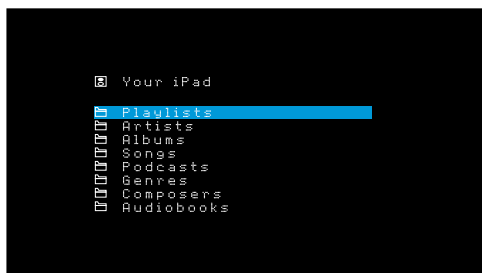 Your iPad
Playlists
Artists
Albums
Songs
Podcasts
Genres
Composers
Audiobooks